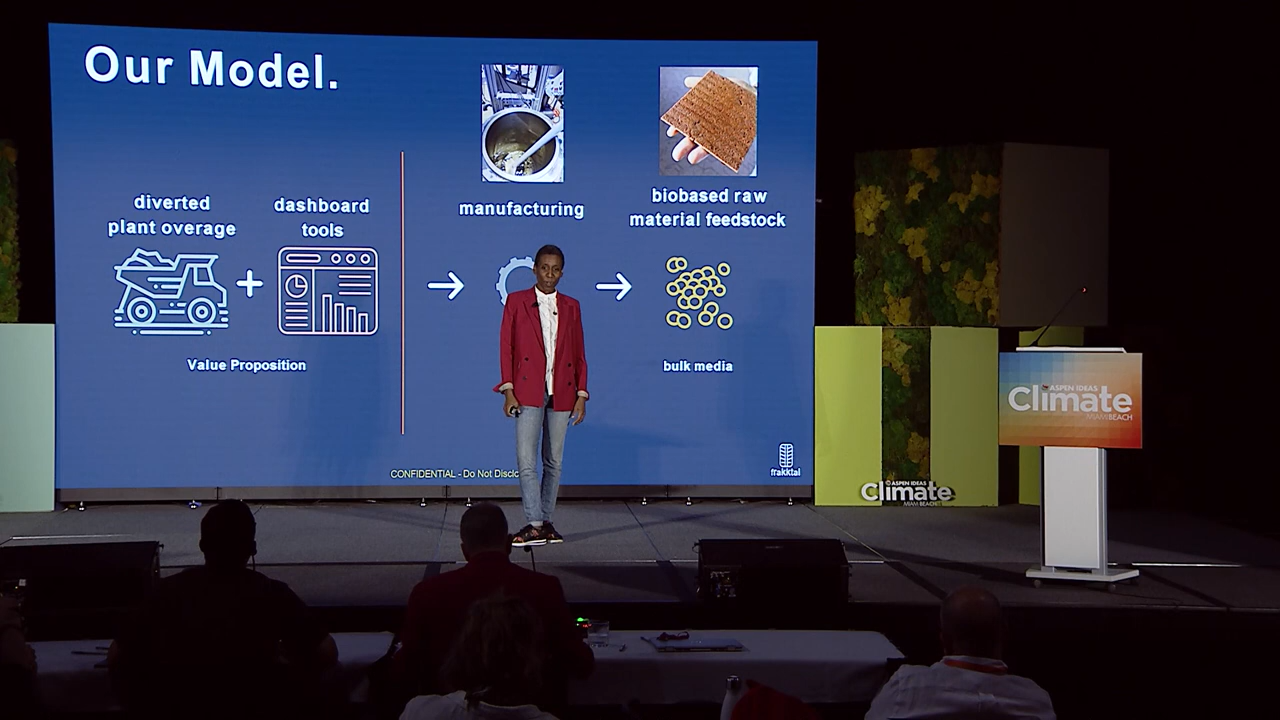 Our Model.
diverted
plant overage
dashboard
tools
manufacturing
biobased raw
material feedstock
Value Proposition
bulk media
CONFIDENTIAL - Do Not
frakktal
ASPEN IDEAS
Climate
MIAMI BEACH
ASPEN IDEAS
Climate
MIAMI BEACH